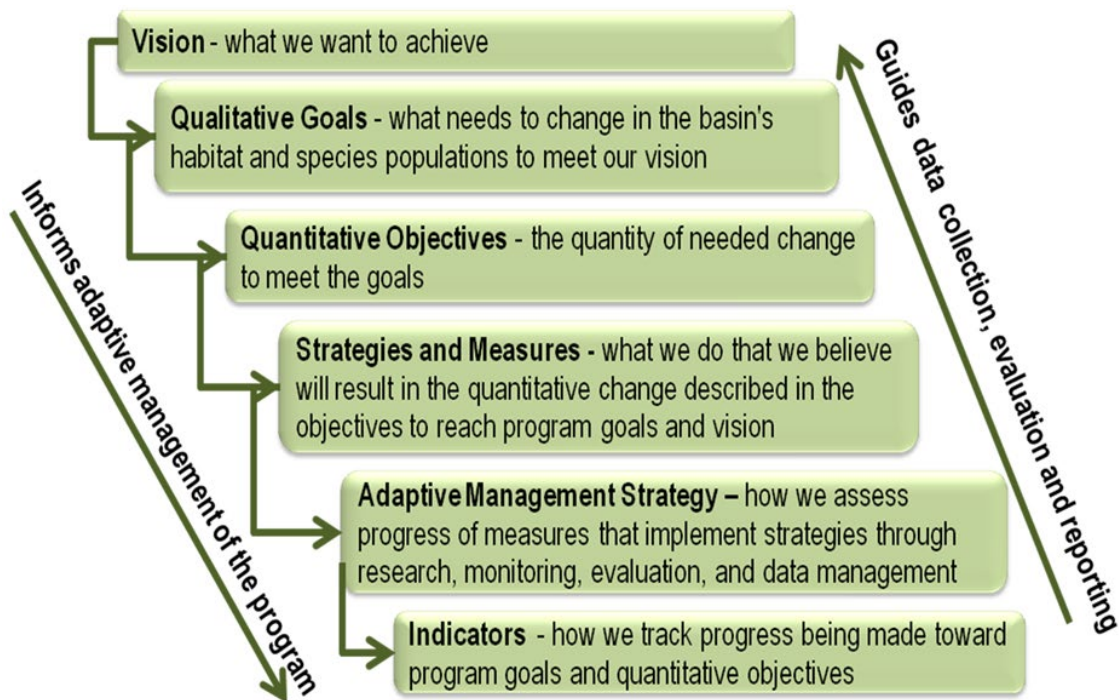 Vision - what we want to achieve
Qualitative Goals - what needs to change in the basin's
habitat and species populations to meet our vision
Quantitative Objectives - the quantity of needed change
to meet the goals
Strategies and Measures - what we do that we believe
will result in the quantitative change described in the
objectives to reach program goals and vision
Adaptive Management Strategy – how we assess
progress of measures that implement strategies through
research, monitoring, evaluation, and data management
Indicators - how we track progress being made toward
program goals and quantitative objectives
Informs adaptive management of the program
Guides data collection, evaluation and reporting